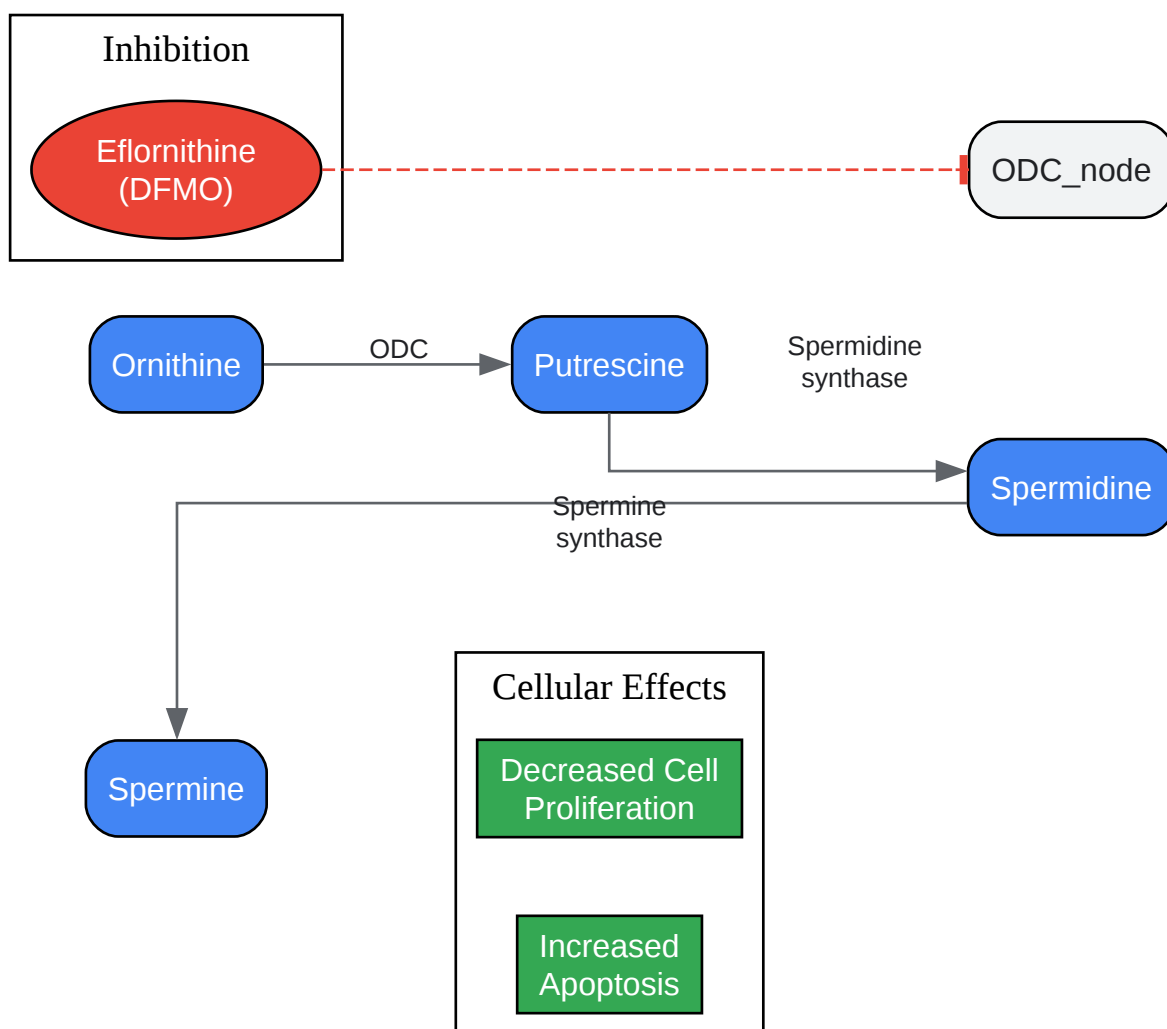 Inhibition
Eflornithine
(DFMO)
ODC_node
Ornithine
ODC
Putrescine
Spermidine
synthase
Spermidine
Spermine
synthase
Cellular Effects
Decreased Cell
Proliferation
Spermine
Increased
Apoptosis